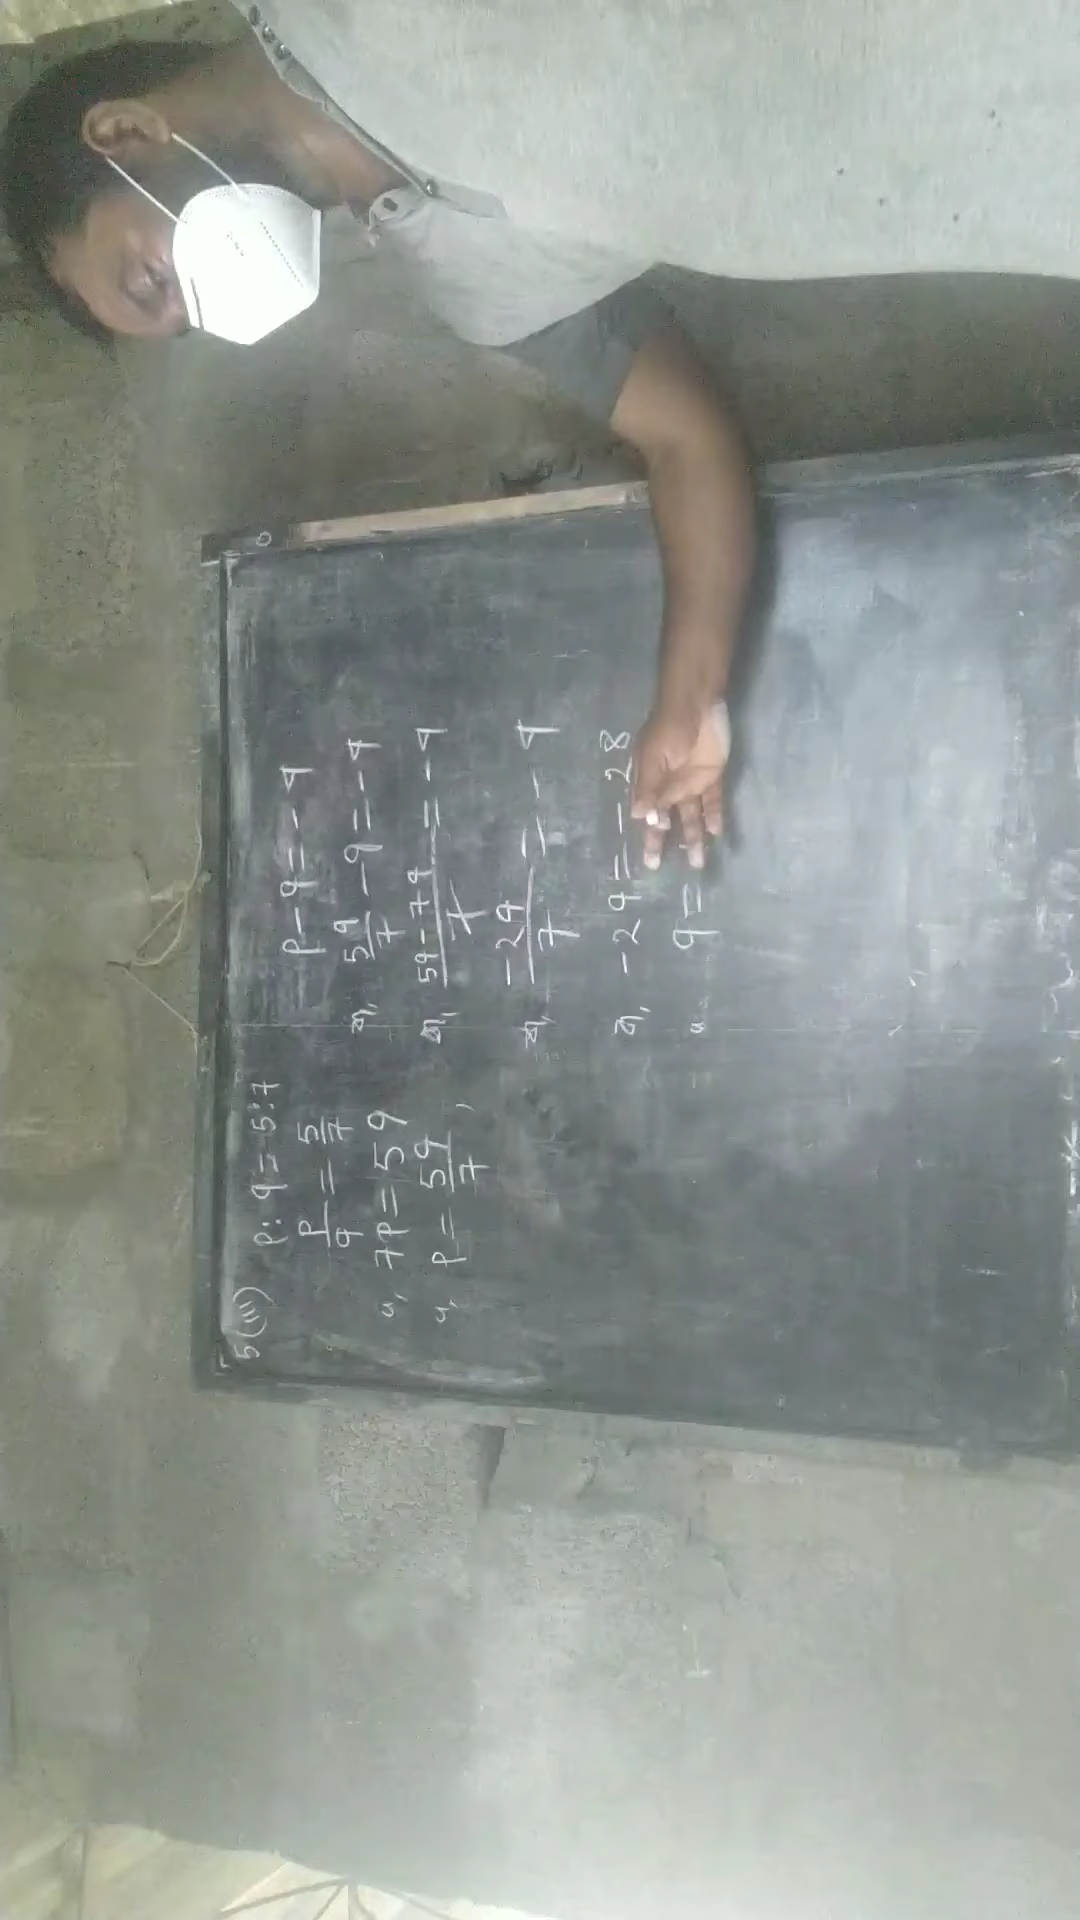 5(iii) p:q=5:7
p/q = 5/7
বা, 7p=5q
বা, p = 5q/7,
p-q=-4
বা, 5q/7 -q=-4
বা, 5q-7q/7 =-4
বা, -2q/7 =-4
বা, -2q=-28
q=